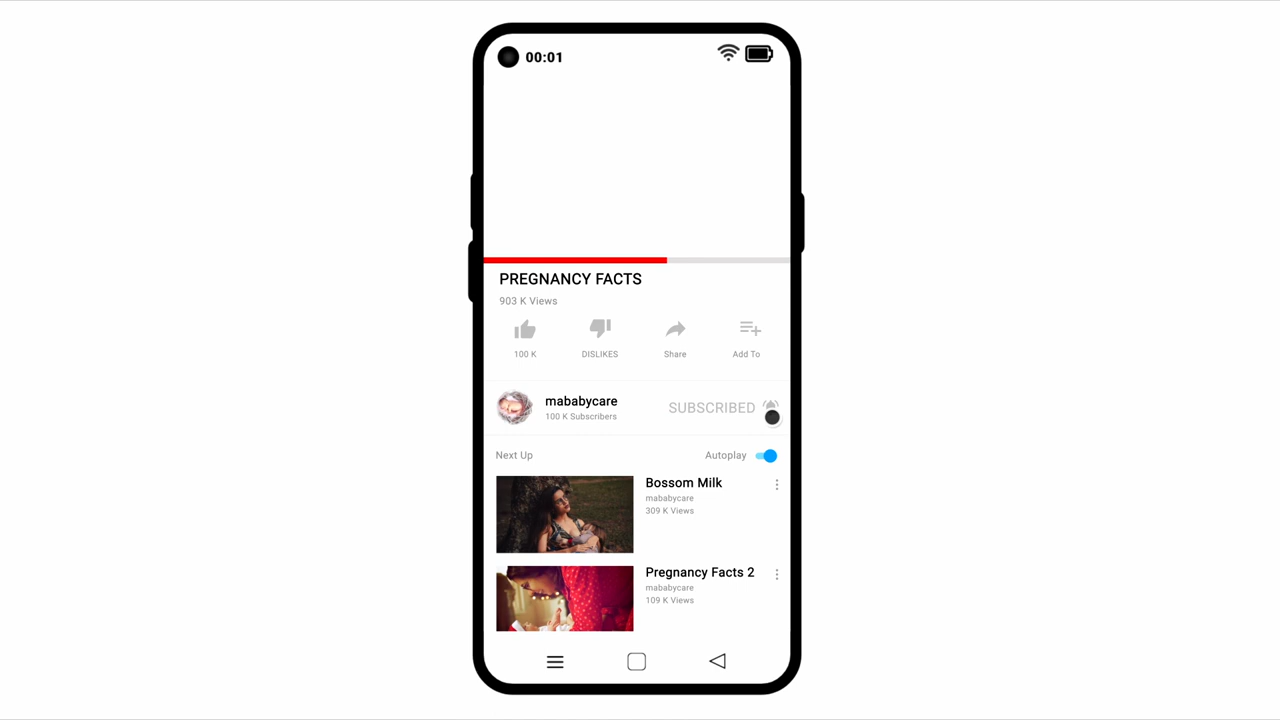 00:01
PREGNANCY FACTS
903 K Views
100 K
DISLIKES
Share
Add To
mababycare
100 K Subscribers
SUBSCRIBED
Next Up
Autoplay
Bossom Milk
mababycare
309 K Views
Pregnancy Facts 2
mababycare
109 K Views